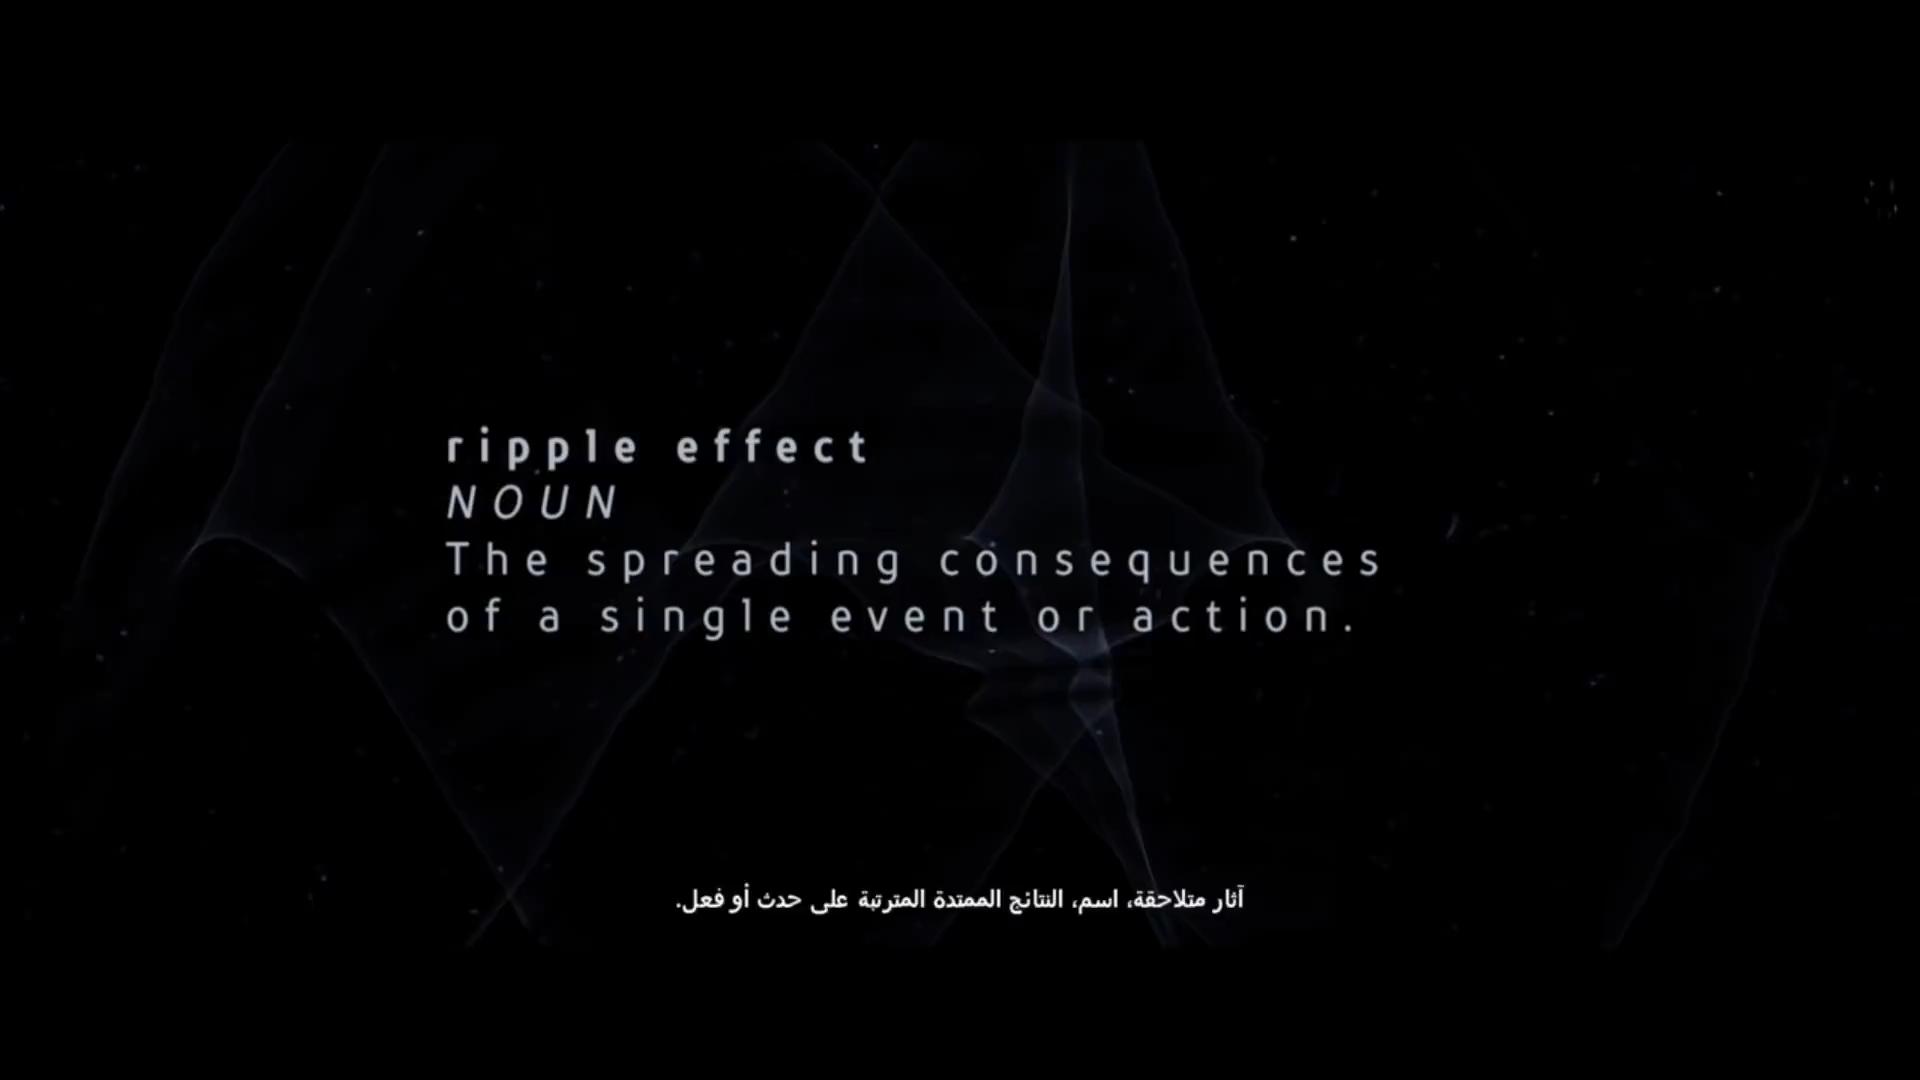 ripple effect
NOUN
The spreading consequences
of a single event or action.
آثار متلاحقة، اسم، النتائج الممتدة المترتبة على حدث أو فعل.